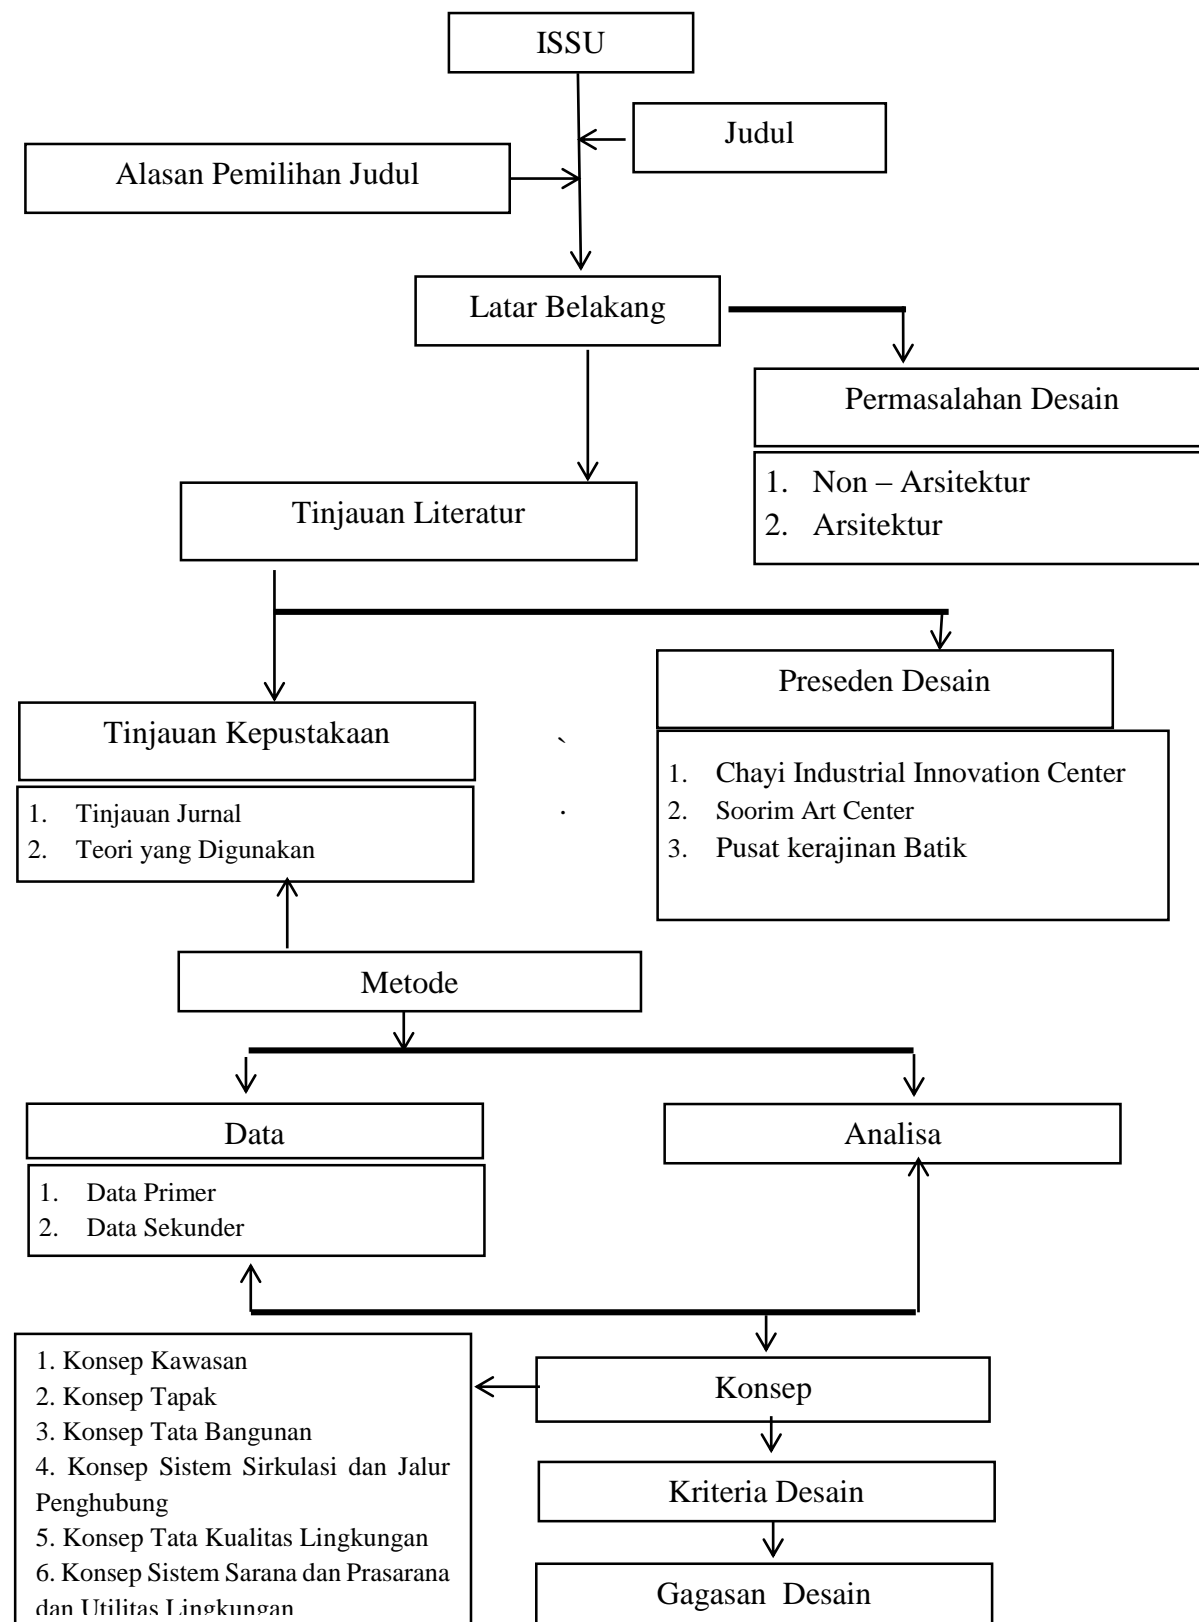 ISSU
Judul
Alasan Pemilihan Judul
Latar Belakang
Permasalahan Desain
1. Non – Arsitektur
2. Arsitektur
Tinjauan Literatur
Preseden Desain
1. Chayi Industrial Innovation Center
2. Soorim Art Center
3. Pusat kerajinan Batik
Tinjauan Kepustakaan
1. Tinjauan Jurnal
2. Teori yang Digunakan
`
.
Metode
Data
1. Data Primer
2. Data Sekunder
Analisa
Konsep
1. Konsep Kawasan
2. Konsep Tapak
3. Konsep Tata Bangunan
4. Konsep Sistem Sirkulasi dan Jalur
Penghubung
5. Konsep Tata Kualitas Lingkungan
6. Konsep Sistem Sarana dan Prasarana
dan Utilitas Lingkungan
Kriteria Desain
Gagasan Desain